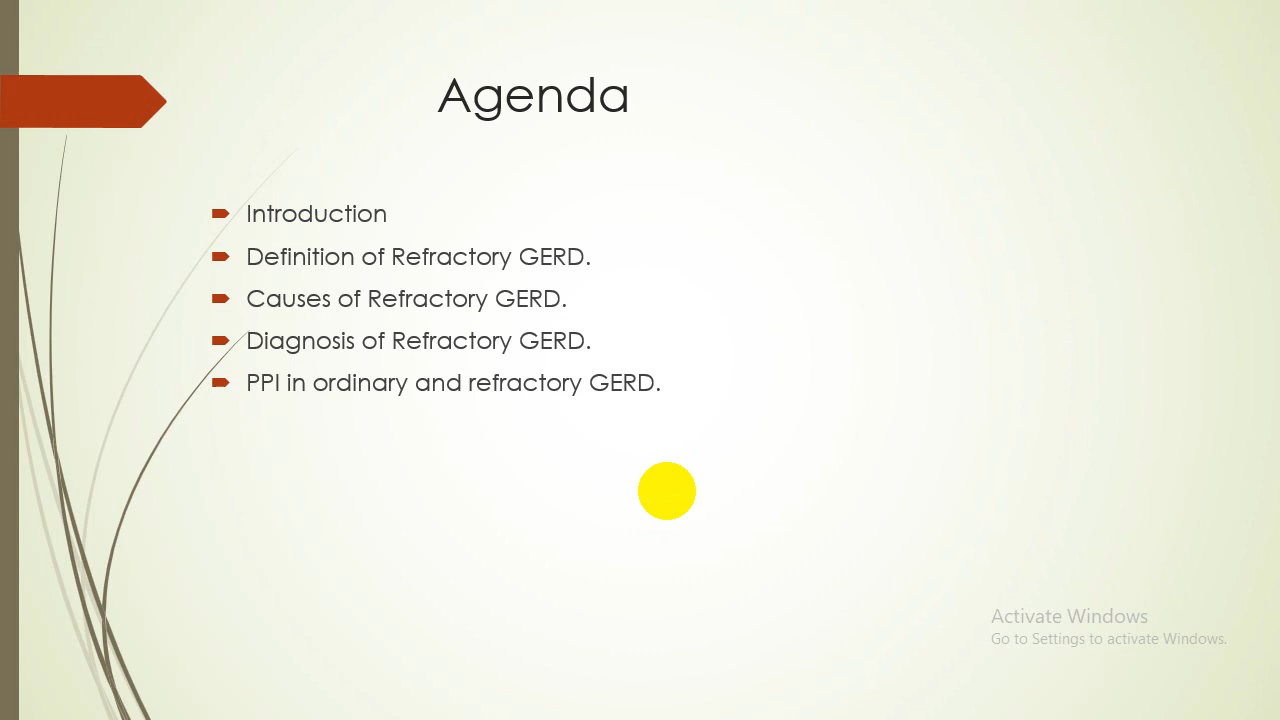 Agenda
Introduction
Definition of Refractory GERD.
Causes of Refractory GERD.
Diagnosis of Refractory GERD.
PPI in ordinary and refractory GERD.
Activate Windows
Go to Settings to activate Windows.